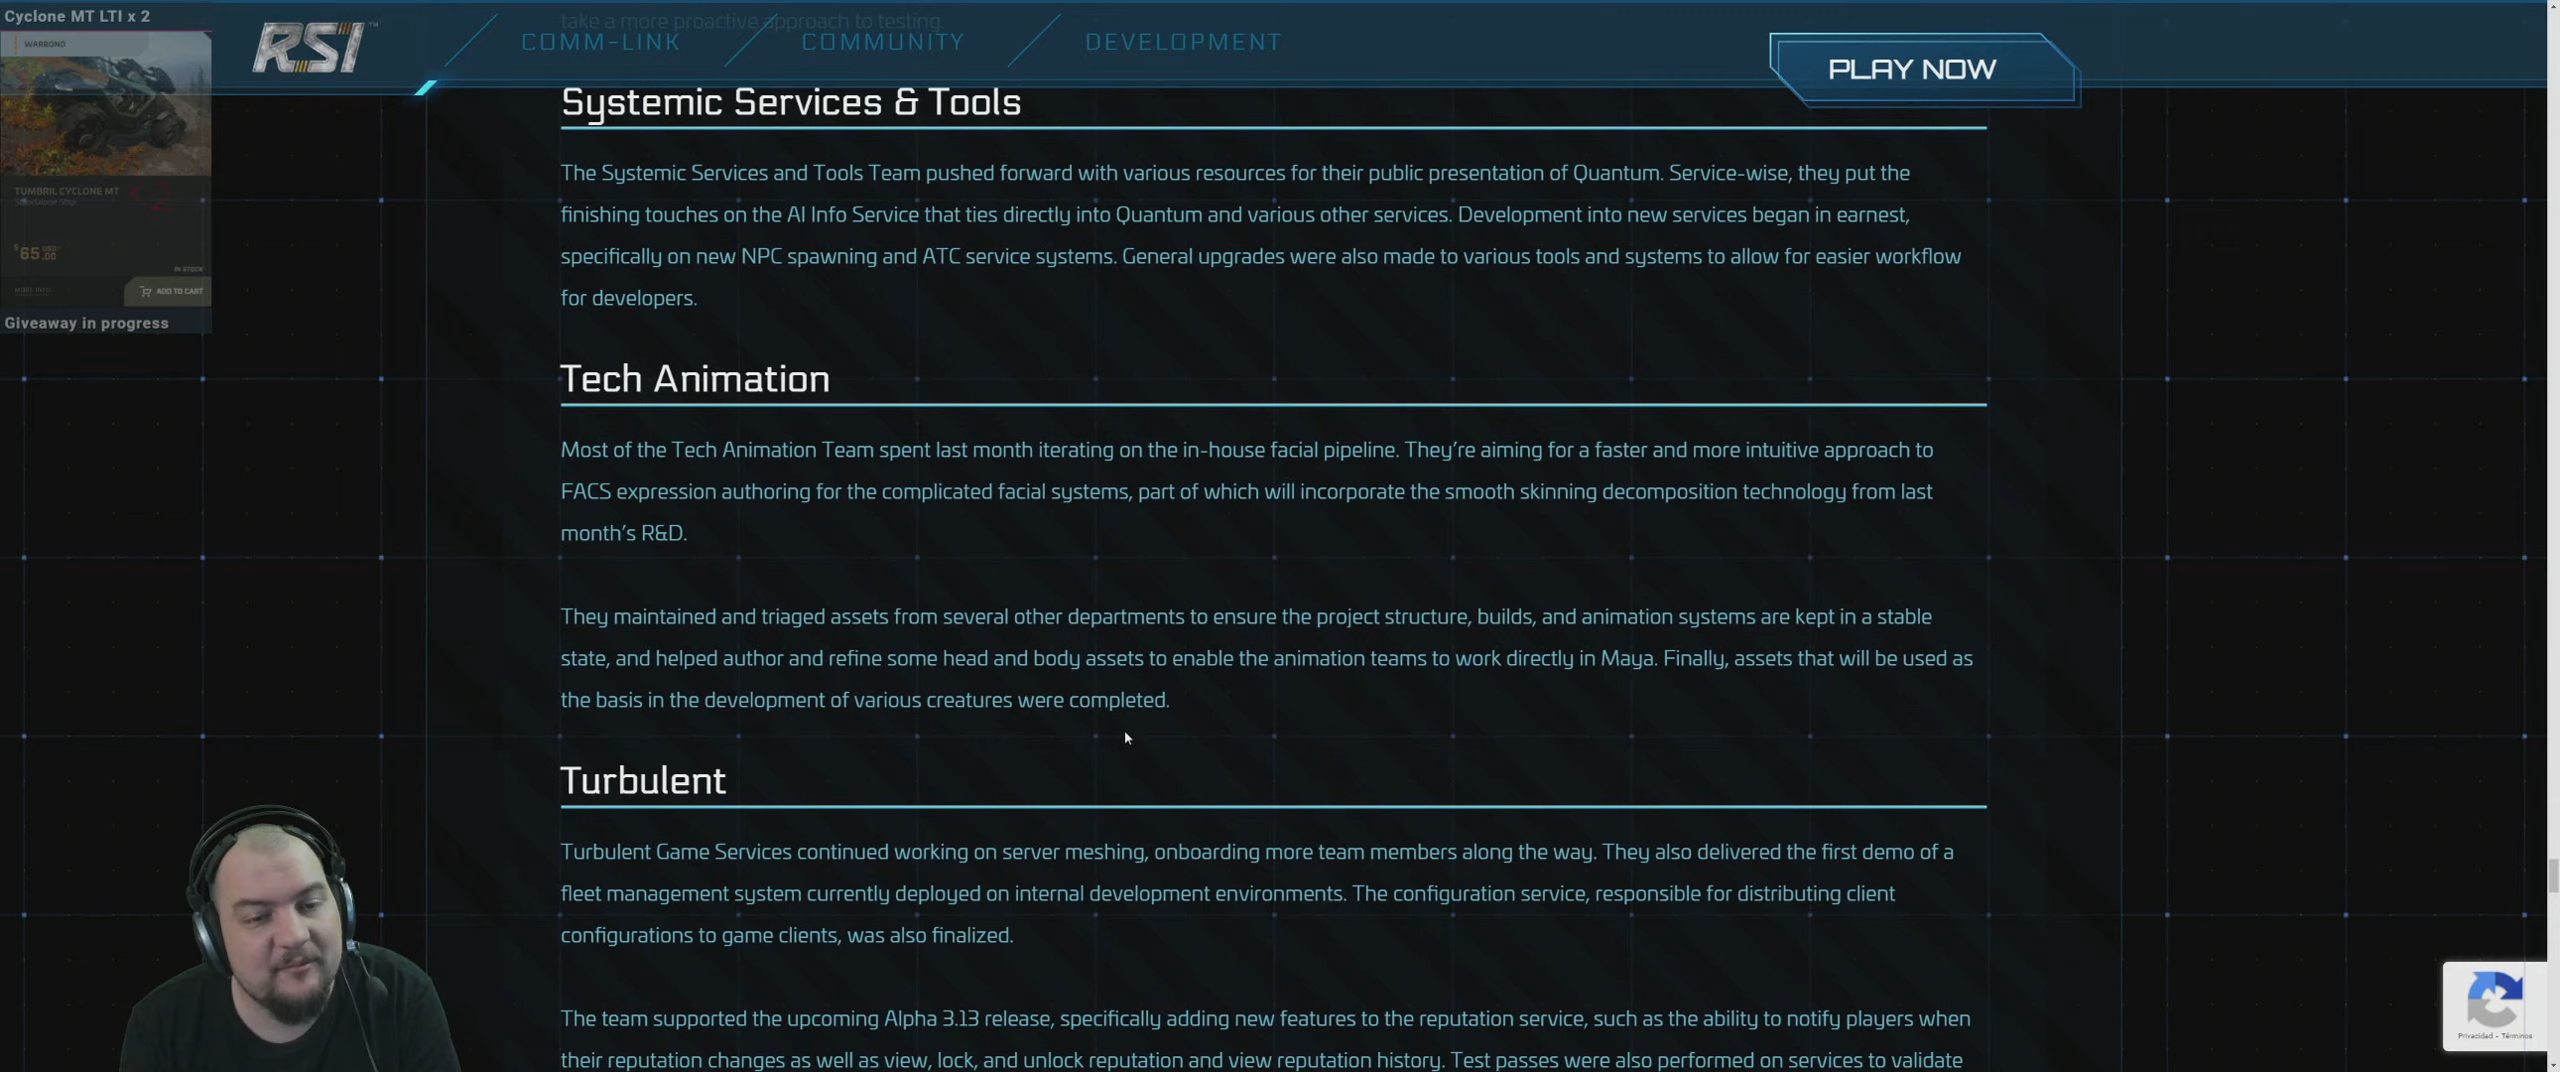 Cyclone MT LTI x 2
WARBOND
TUMBRIL CYCLONE MT
Standalone Ship
x 2
$65.00 USD
IN STOCK
ADD TO CART
Giveaway in progress
RSI
COMM-LINK
COMMUNITY
DEVELOPMENT
PLAY NOW
take a more proactive approach to testing.
Systemic Services & Tools
The Systemic Services and Tools Team pushed forward with various resources for their public presentation of Quantum. Service-wise, they put the
finishing touches on the AI Info Service that ties directly into Quantum and various other services. Development into new services began in earnest,
specifically on new NPC spawning and ATC service systems. General upgrades were also made to various tools and systems to allow for easier workflow
for developers.
Tech Animation
Most of the Tech Animation Team spent last month iterating on the in-house facial pipeline. They're aiming for a faster and more intuitive approach to
FACS expression authoring for the complicated facial systems, part of which will incorporate the smooth skinning decomposition technology from last
month's R&D.
They maintained and triaged assets from several other departments to ensure the project structure, builds, and animation systems are kept in a stable
state, and helped author and refine some head and body assets to enable the animation teams to work directly in Maya. Finally, assets that will be used as
the basis in the development of various creatures were completed.
Turbulent
Turbulent Game Services continued working on server meshing, onboarding more team members along the way. They also delivered the first demo of a
fleet management system currently deployed on internal development environments. The configuration service, responsible for distributing client
configurations to game clients, was also finalized.
The team supported the upcoming Alpha 3.13 release, specifically adding new features to the reputation service, such as the ability to notify players when
their reputation changes as well as view, lock, and unlock reputation and view reputation history. Test passes were also performed on services to validate
Privacidad - Términos